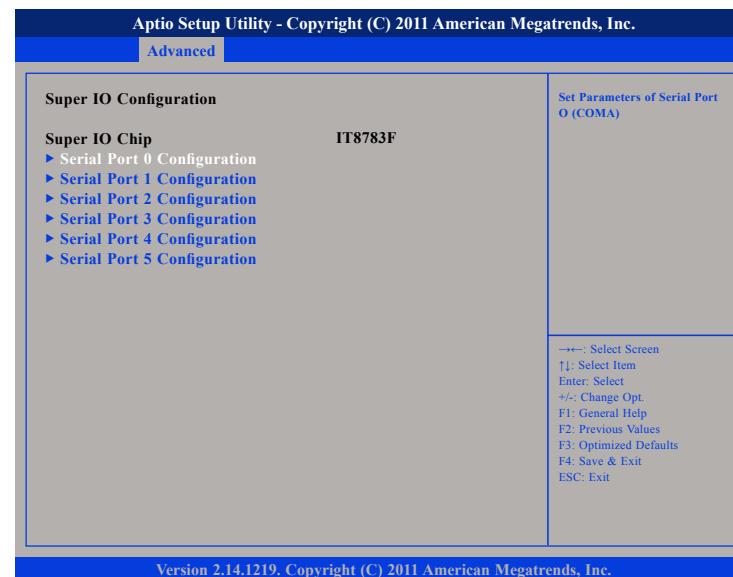 Aptio Setup Utility - Copyright (C) 2011 American Megatrends, Inc.
Advanced
Super IO Configuration
Super IO Chip IT8783F
▶ Serial Port 0 Configuration
▶ Serial Port 1 Configuration
▶ Serial Port 2 Configuration
▶ Serial Port 3 Configuration
▶ Serial Port 4 Configuration
▶ Serial Port 5 Configuration
Set Parameters of Serial Port
O (COMA)
→←: Select Screen
↑↓: Select Item
Enter: Select
+/-: Change Opt.
F1: General Help
F2: Previous Values
F3: Optimized Defaults
F4: Save & Exit
ESC: Exit
Version 2.14.1219. Copyright (C) 2011 American Megatrends, Inc.